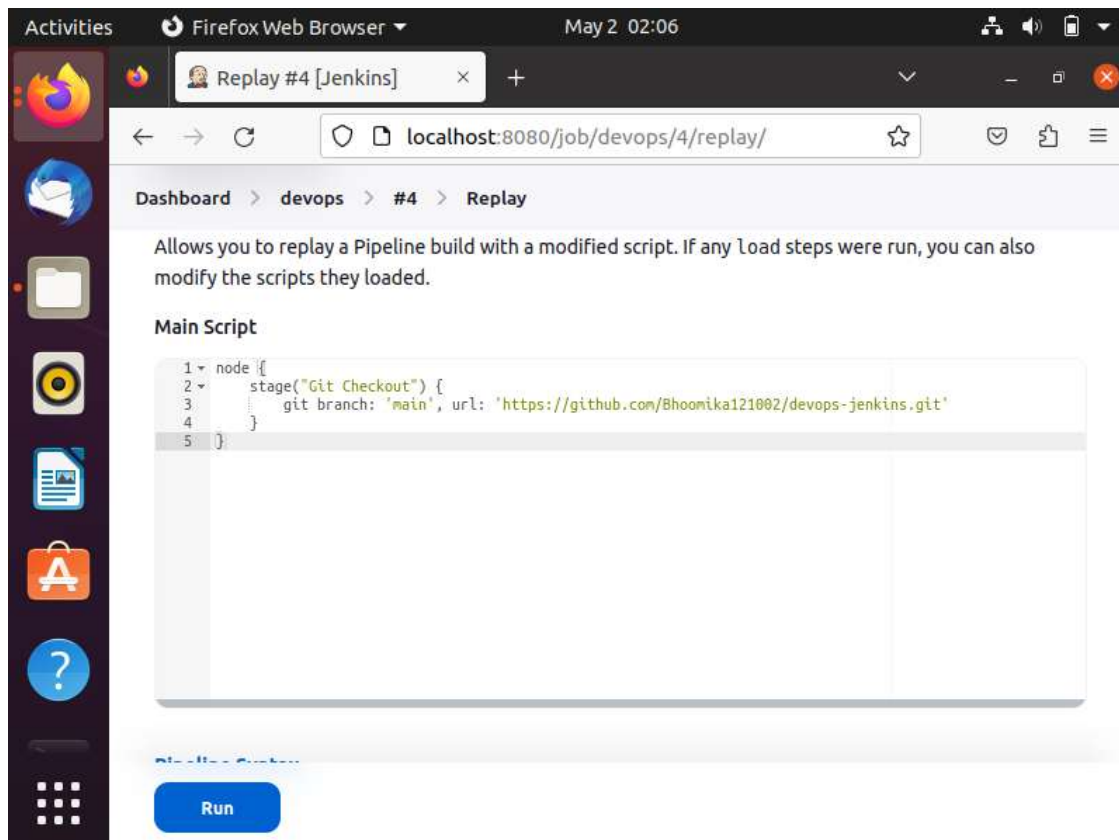 Activities Firefox Web Browser May 2 02:06
Replay #4 [Jenkins]
localhost:8080/job/devops/4/replay/
Dashboard > devops > #4 > Replay
Allows you to replay a Pipeline build with a modified script. If any load steps were run, you can also
modify the scripts they loaded.
Main Script
1 node {
2 stage("Git Checkout") {
3 git branch: 'main', url: 'https://github.com/Bhoomika121002/devops-jenkins.git'
4 }
5 }
Pipeline Syntax
Run